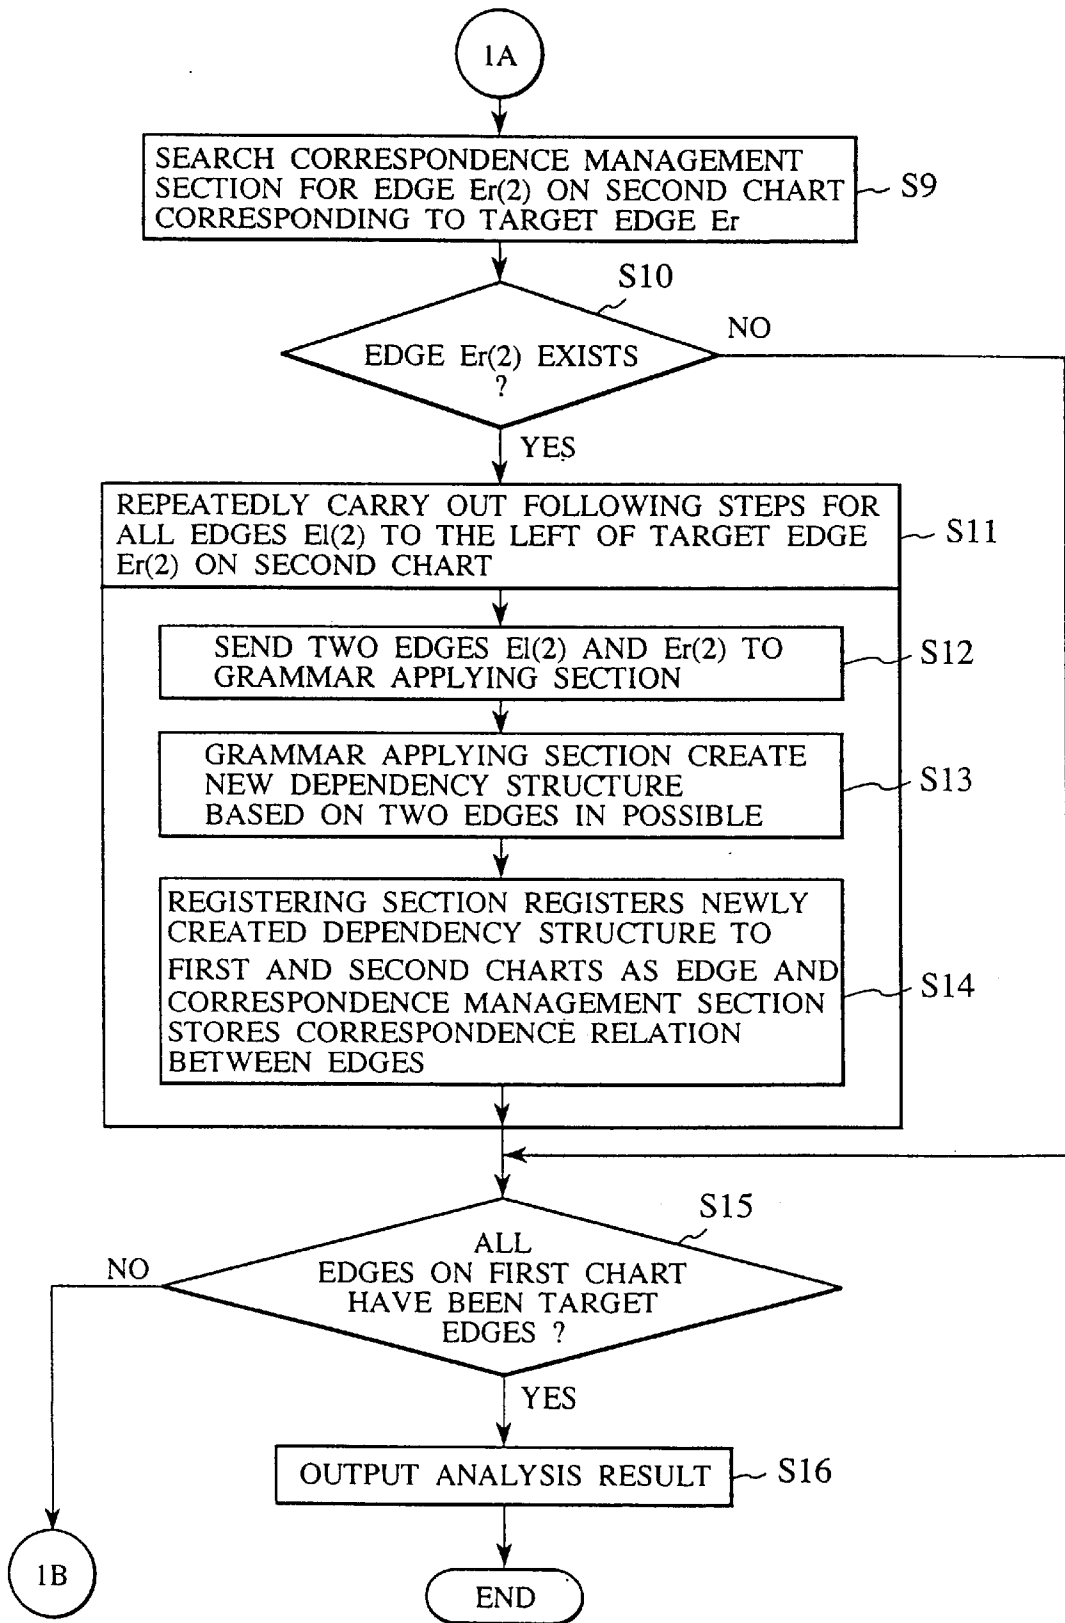 1A
SEARCH CORRESPONDENCE MANAGEMENT
SECTION FOR EDGE Er(2) ON SECOND CHART
CORRESPONDING TO TARGET EDGE Er
S9
S10
EDGE Er(2) EXISTS
?
NO
YES
REPEATEDLY CARRY OUT FOLLOWING STEPS FOR
ALL EDGES El(2) TO THE LEFT OF TARGET EDGE
Er(2) ON SECOND CHART
S11
SEND TWO EDGES El(2) AND Er(2) TO
GRAMMAR APPLYING SECTION
S12
GRAMMAR APPLYING SECTION CREATE
NEW DEPENDENCY STRUCTURE
BASED ON TWO EDGES IN POSSIBLE
S13
REGISTERING SECTION REGISTERS NEWLY
CREATED DEPENDENCY STRUCTURE TO
FIRST AND SECOND CHARTS AS EDGE AND
CORRESPONDENCE MANAGEMENT SECTION
STORES CORRESPONDENCE RELATION
BETWEEN EDGES
S14
S15
ALL
EDGES ON FIRST CHART
HAVE BEEN TARGET
EDGES ?
NO
YES
OUTPUT ANALYSIS RESULT
S16
1B
END